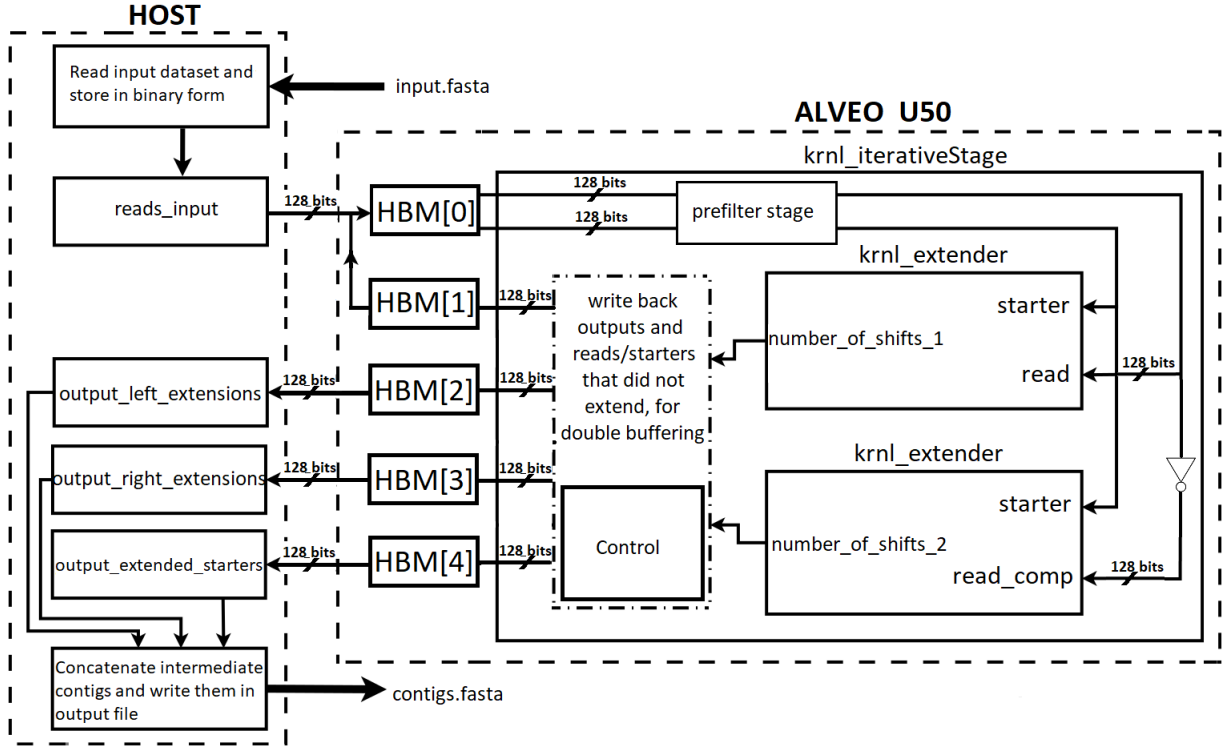 HOST
Read input dataset and
store in binary form
input.fasta
ALVEO U50
krnl_iterativeStage
reads_input
128 bits
HBM[0]
128 bits
128 bits
prefilter stage
krnl_extender
HBM[1]
128 bits
write back
outputs and
reads/starters
that did not
extend, for
double buffering
starter
number_of_shifts_1
read
128 bits
output_left_extensions
128 bits
HBM[2]
128 bits
output_right_extensions
128 bits
HBM[3]
128 bits
krnl_extender
starter
number_of_shifts_2
read_comp
128 bits
Control
output_extended_starters
128 bits
HBM[4]
128 bits
Concatenate intermediate
contigs and write them in
output file
contigs.fasta